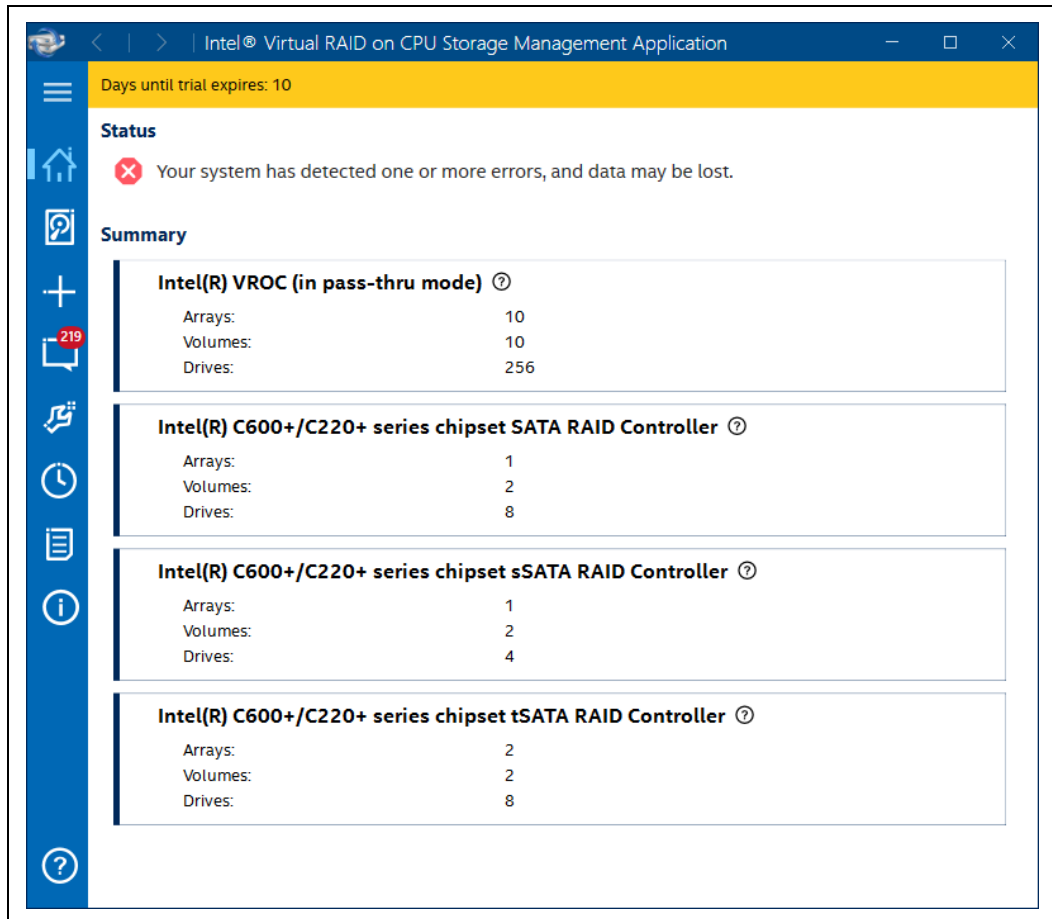 Intel® Virtual RAID on CPU Storage Management Application
Days until trial expires: 10
Status
Your system has detected one or more errors, and data may be lost.
Summary
219
Intel(R) VROC (in pass-thru mode) ?
Arrays: 10
Volumes: 10
Drives: 256
Intel(R) C600+/C220+ series chipset SATA RAID Controller ?
Arrays: 1
Volumes: 2
Drives: 8
Intel(R) C600+/C220+ series chipset sSATA RAID Controller ?
Arrays: 1
Volumes: 2
Drives: 4
Intel(R) C600+/C220+ series chipset tSATA RAID Controller ?
Arrays: 2
Volumes: 2
Drives: 8
?